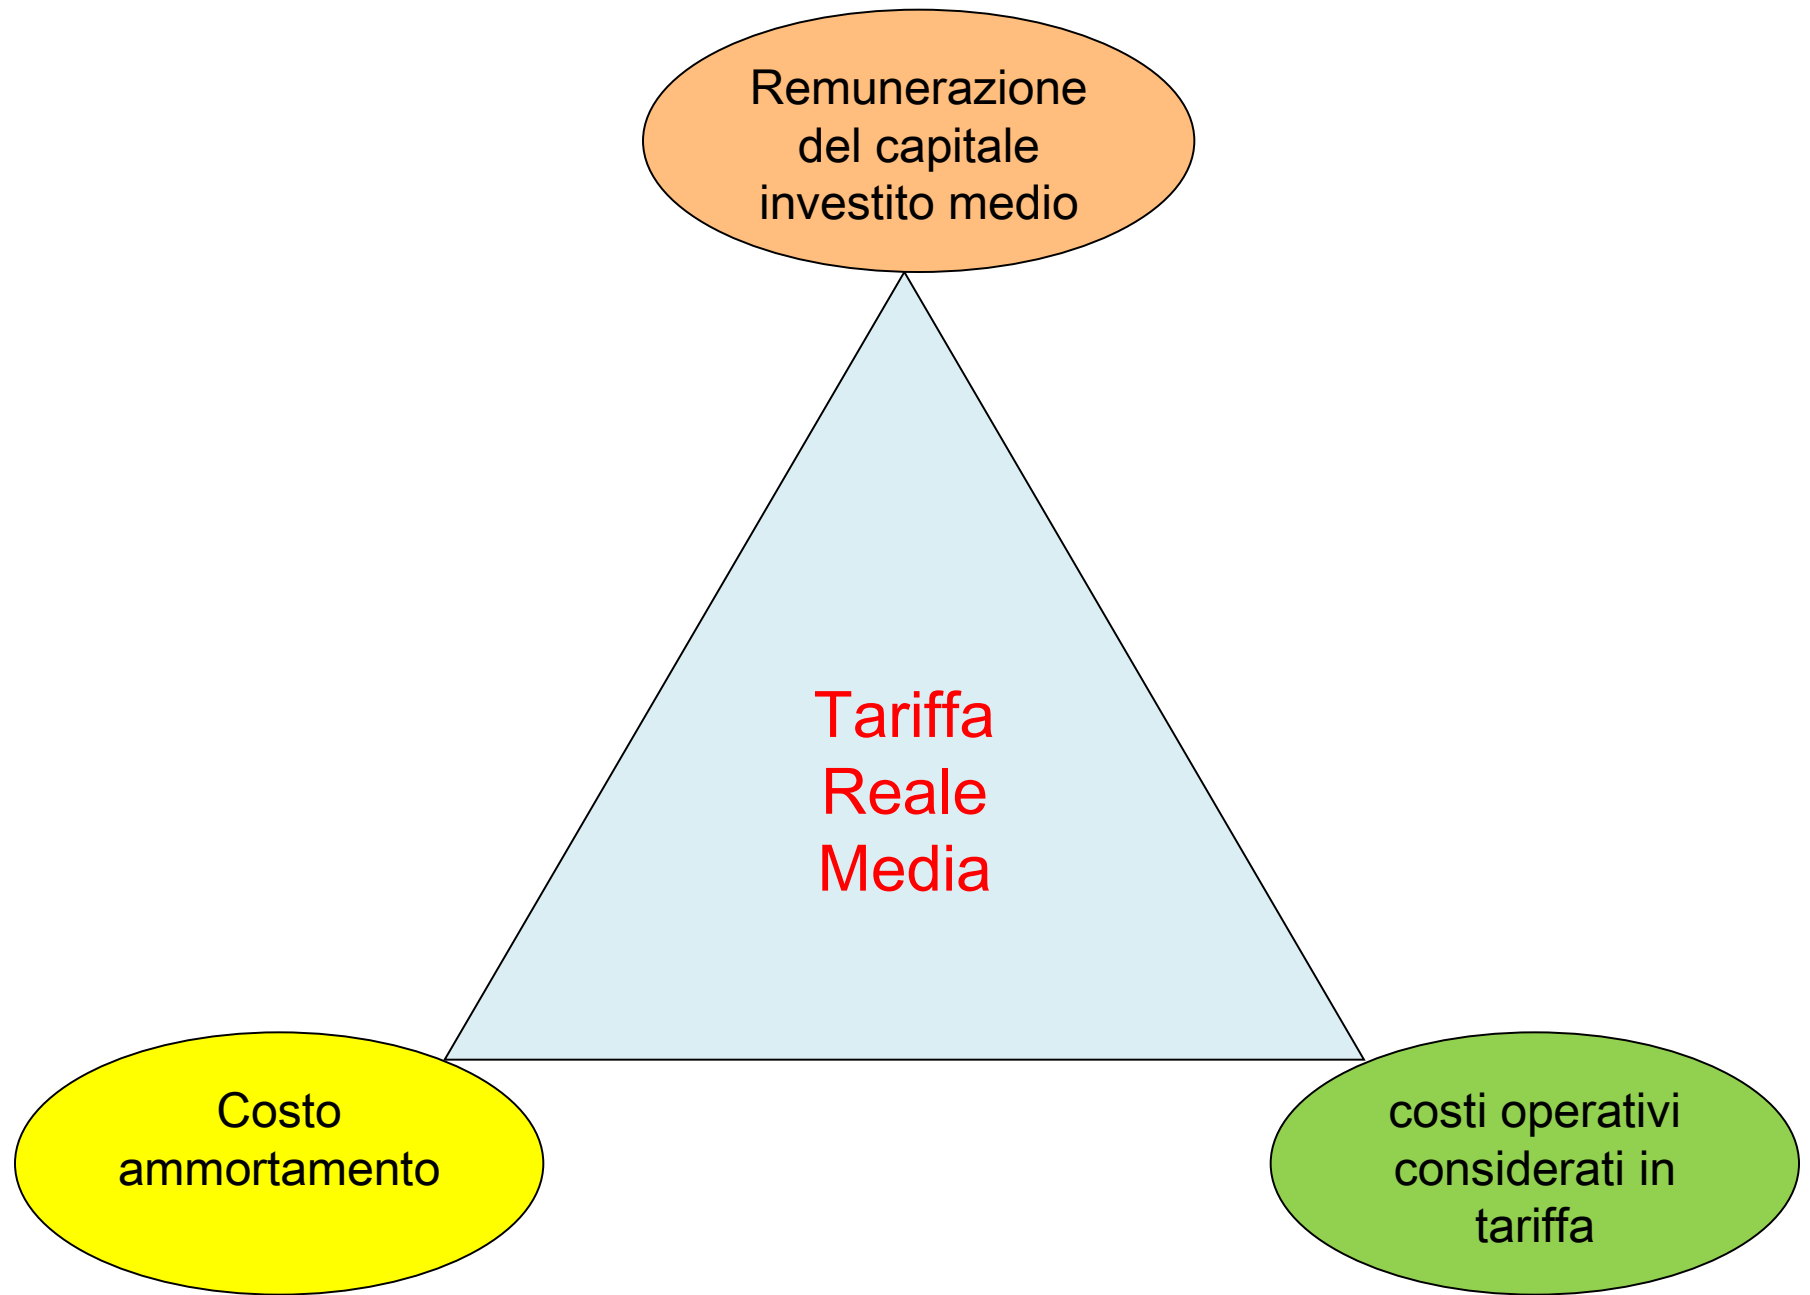 Remunerazione
del capitale
investito medio
Tariffa
Reale
Media
Costo
ammortamento
costi operativi
considerati in
tariffa